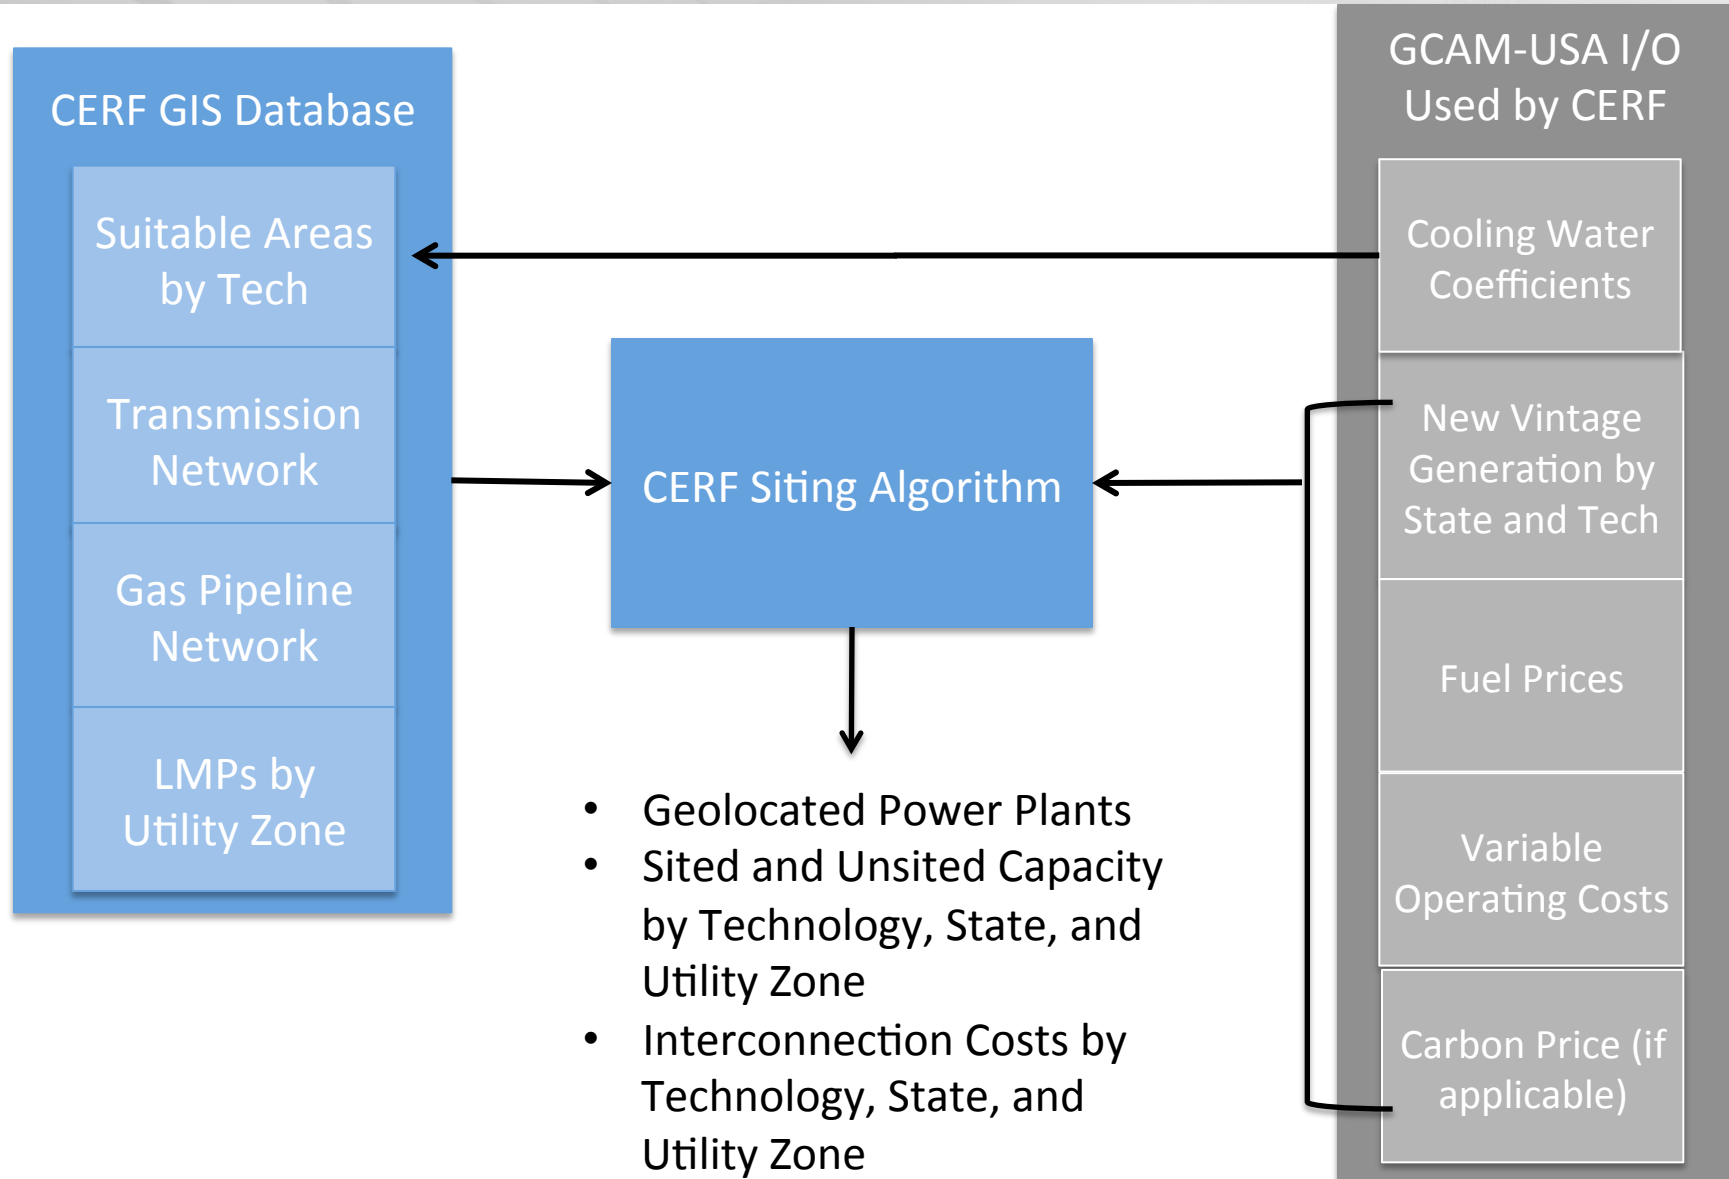 CERF GIS Database
Suitable Areas
by Tech
Transmission
Network
Gas Pipeline
Network
LMPs by
Utility Zone
CERF Siting Algorithm
• Geolocated Power Plants
• Sited and Unsited Capacity
by Technology, State, and
Utility Zone
• Interconnection Costs by
Technology, State, and
Utility Zone
GCAM-USA I/O
Used by CERF
Cooling Water
Coefficients
New Vintage
Generation by
State and Tech
Fuel Prices
Variable
Operating Costs
Carbon Price (if
applicable)